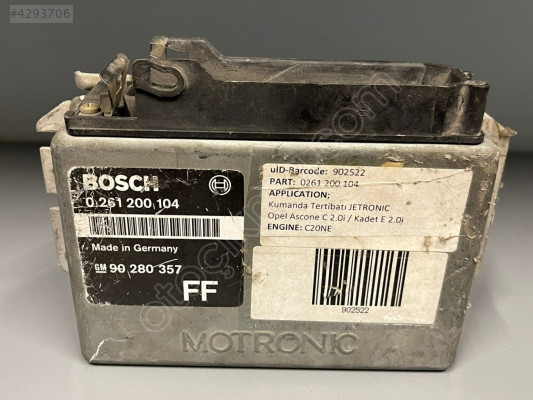 #4293706
BOSCH
0 261 200 104
Made in Germany
GM 90 280 357
FF
uID-Barcode: 902522
PART: 0261 200 104
APPLICATION;
Kumanda Tertibatı JETRONIC
Opel Ascone C 2.0i / Kadet E 2.0i
ENGINE: C20NE
902522
MOTRONIC